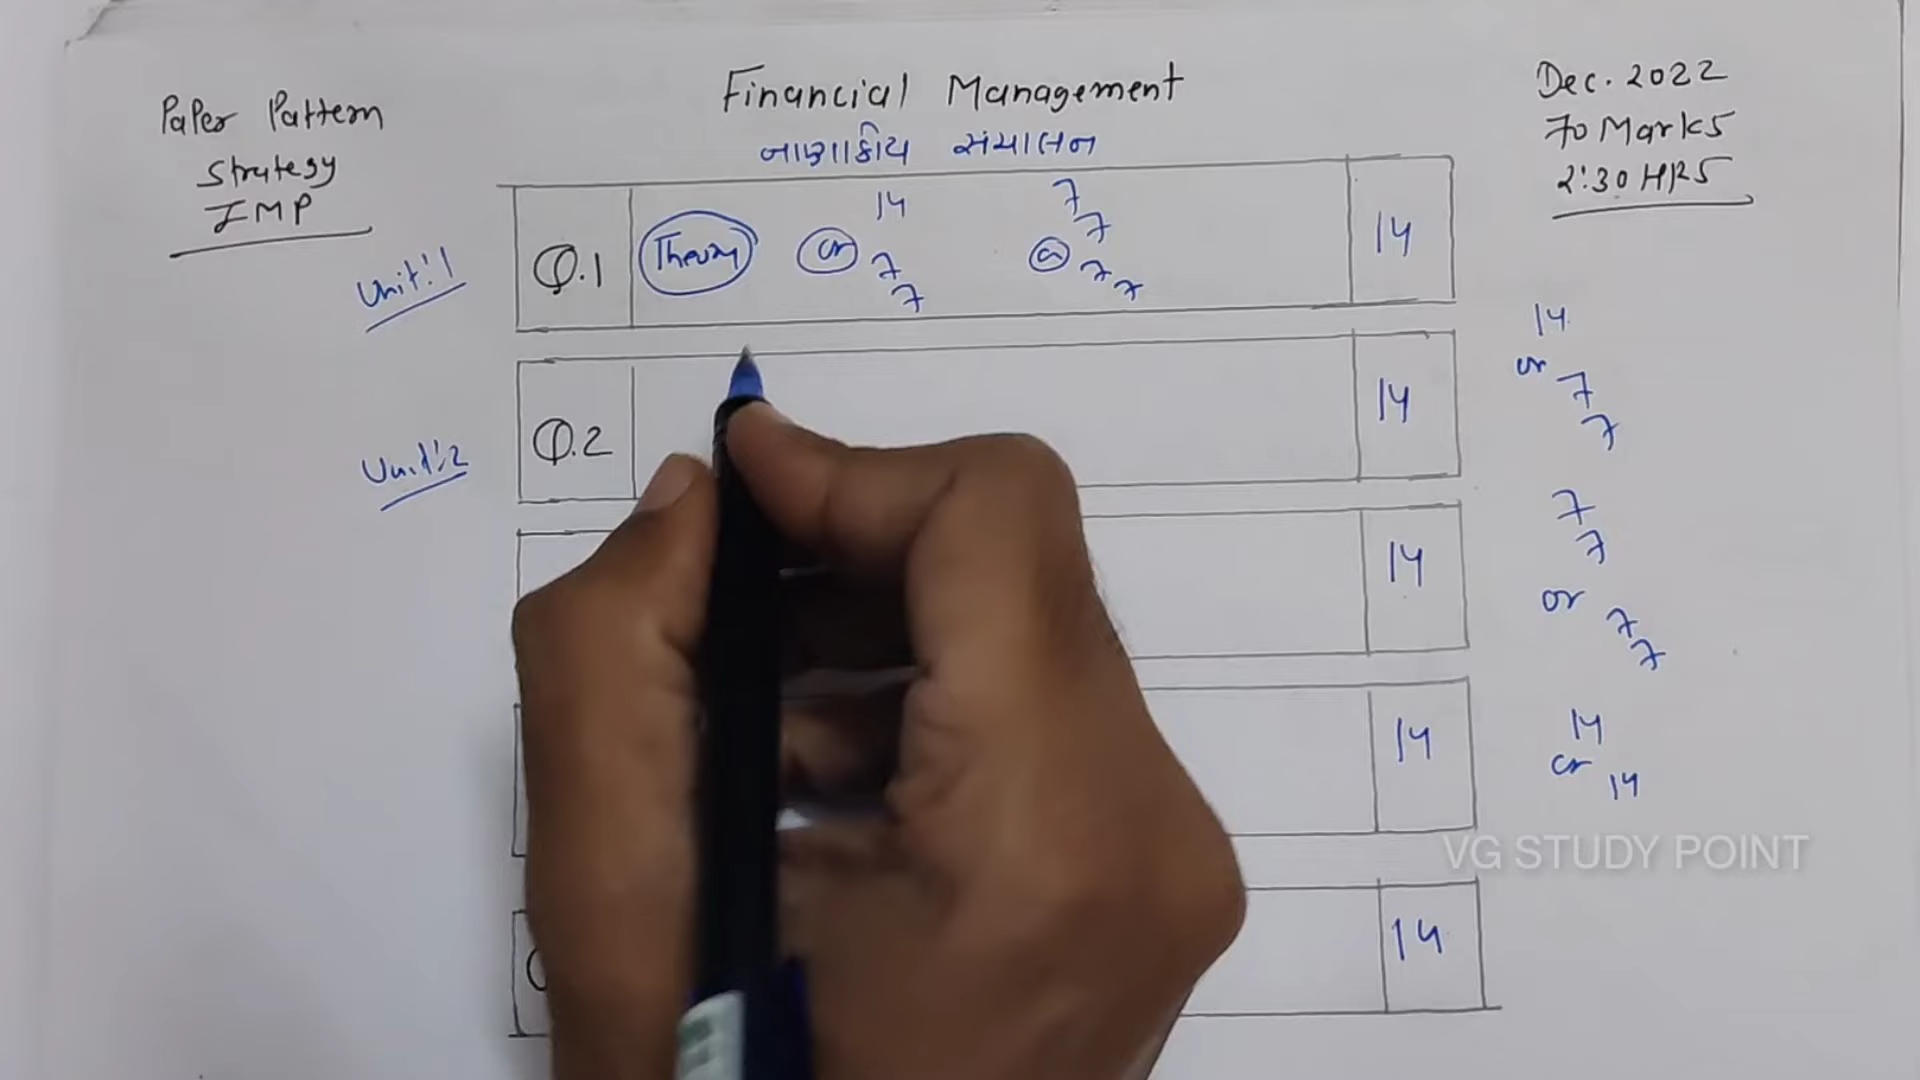 Paper Pattern
Strategy
IMP
Financial Management
નાણાકીય સંચાલન
Dec. 2022
70 Marks
2:30 HRS
Unit:1
Q.1
Theory
or
14
7
7
7
7
or
7
7
14
Unit:2
Q.2
14
14
14
14
14
or
7
7
7
7
or
7
7
14
or
14
VG STUDY POINT